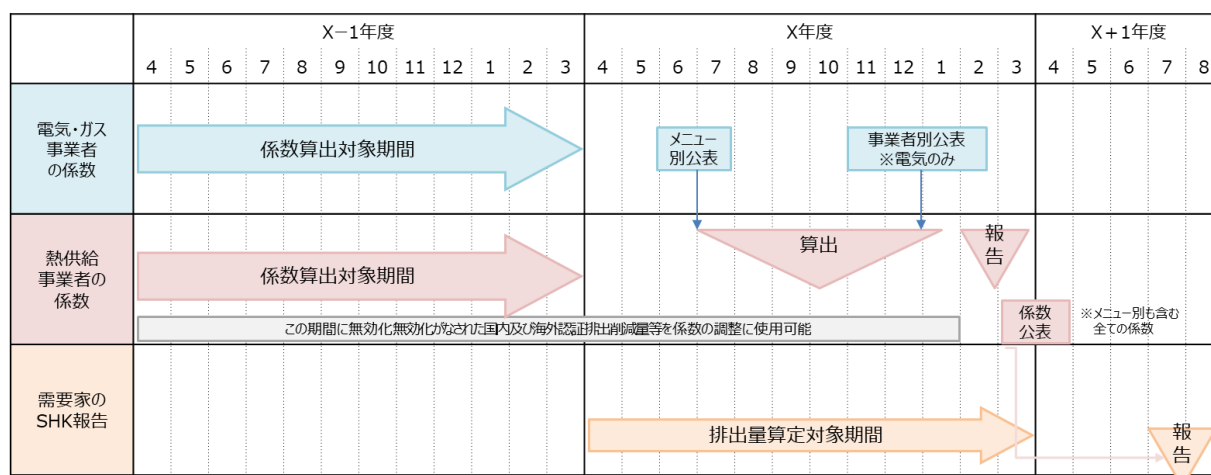 X−1年度
X年度
X+1年度
4 5 6 7 8 9 10 11 12 1 2 3 4 5 6 7 8 9 10 11 12 1 2 3 4 5 6 7 8
電気・ガス
事業者
の係数
係数算出対象期間
メニュー
別公表
事業者別公表
※電気のみ
熱供給
事業者の
係数
係数算出対象期間
算出
報
告
この期間に無効化無効化がなされた国内及び海外認証排出削減量等を係数の調整に使用可能
係数
公表
※メニュー別も含む
全ての係数
需要家の
SHK報告
排出量算定対象期間
報
告